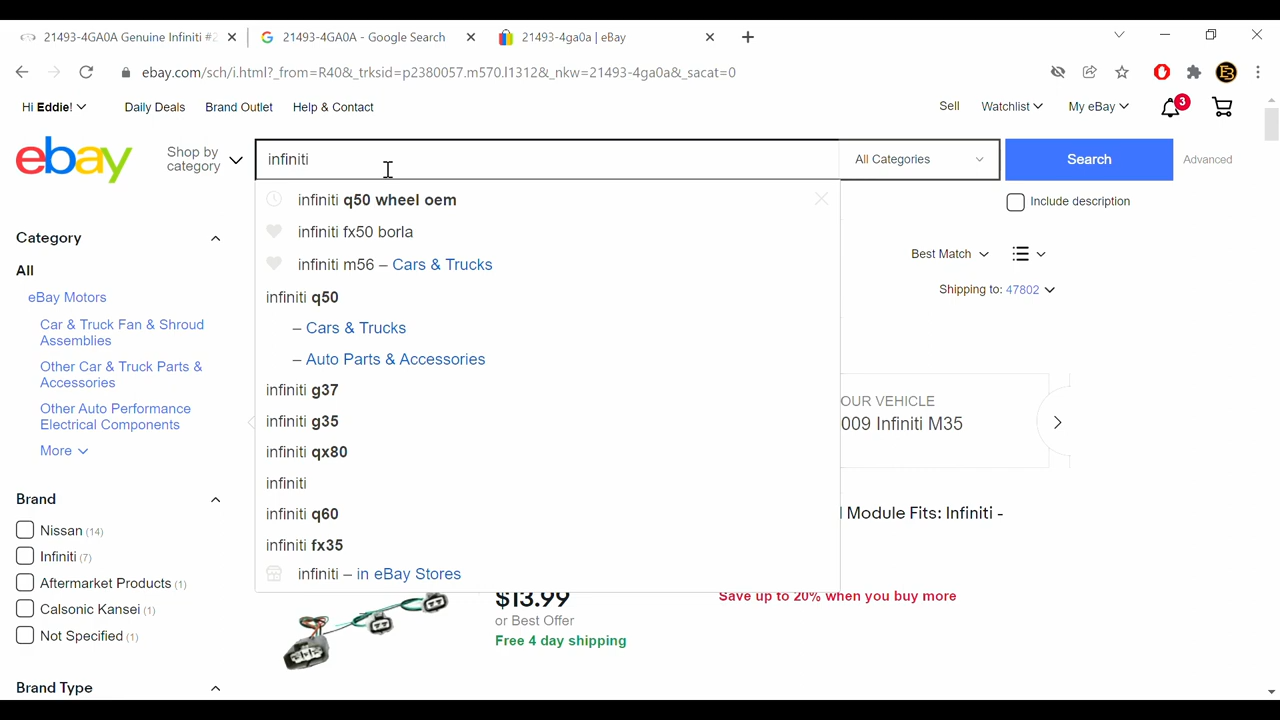 21493-4GA0A Genuine Infiniti #2
21493-4GA0A - Google Search
21493-4ga0a | eBay
ebay.com/sch/i.html?_from=R40&_trksid=p2380057.m570.l1312&_nkw=21493-4ga0a&_sacat=0
Hi Eddie!
Daily Deals
Brand Outlet
Help & Contact
Sell
Watchlist
My eBay
3
ebay
Shop by
category
infiniti
All Categories
Search
Advanced
Include description
infiniti q50 wheel oem
infiniti fx50 borla
infiniti m56 – Cars & Trucks
infiniti q50
– Cars & Trucks
– Auto Parts & Accessories
infiniti g37
infiniti g35
infiniti qx80
infiniti
infiniti q60
infiniti fx35
infiniti – in eBay Stores
Category
All
eBay Motors
Car & Truck Fan & Shroud
Assemblies
Other Car & Truck Parts &
Accessories
Other Auto Performance
Electrical Components
More
Brand
Nissan (14)
Infiniti (7)
Aftermarket Products (1)
Calsonic Kansei (1)
Not Specified (1)
Brand Type
Best Match
Shipping to: 47802
OUR VEHICLE
009 Infiniti M35
Module Fits: Infiniti -
$13.99
or Best Offer
Free 4 day shipping
Save up to 20% when you buy more